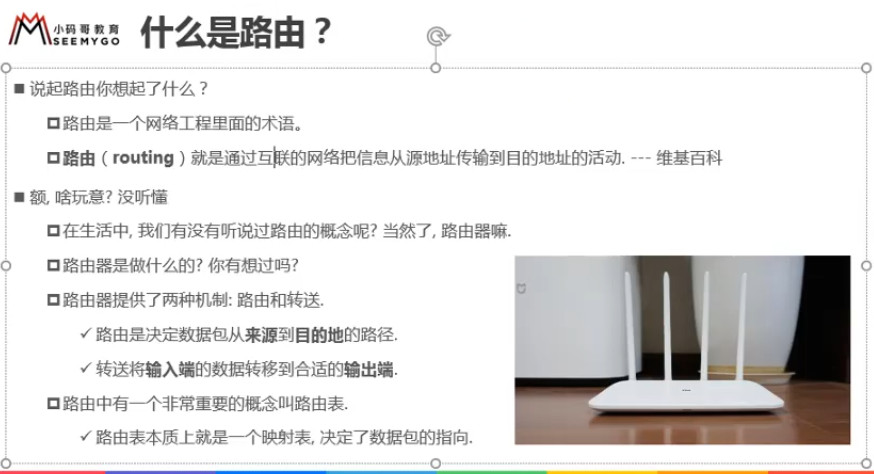 小码哥教育
SEEMYGO
什么是路由？
说起路由你想起了什么？
路由是一个网络工程里面的术语。
路由（routing）就是通过互联的网络把信息从源地址传输到目的地址的活动. --- 维基百科
额, 啥玩意? 没听懂
在生活中, 我们有没有听说过路由的概念呢? 当然了, 路由器嘛.
路由器是做什么的? 你有想过吗?
路由器提供了两种机制: 路由和转送.
路由是决定数据包从来源到目的地的路径.
转送将输入端的数据转移到合适的输出端.
路由中有一个非常重要的概念叫路由表.
路由表本质上就是一个映射表, 决定了数据包的指向.